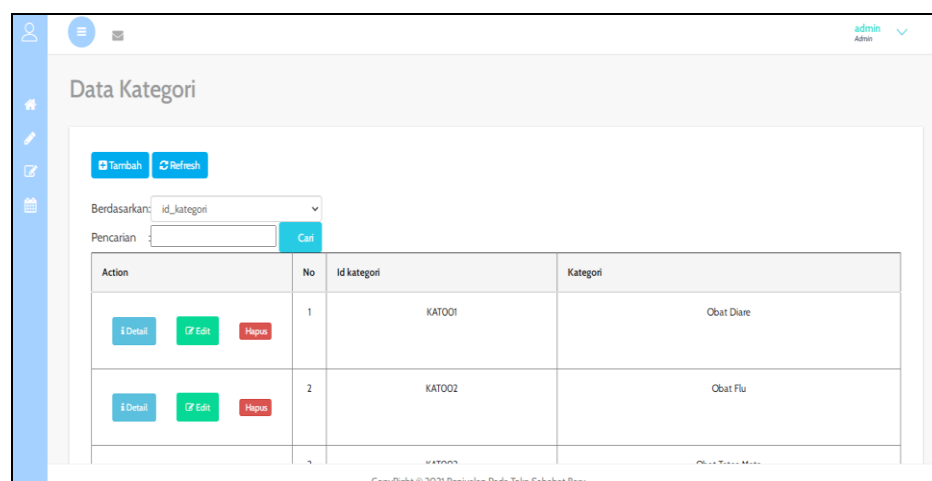 admin
Admin
Data Kategori
Tambah
Refresh
Berdasarkan: id_kategori
Pencarian :
Cari
Action No Id kategori Kategori
1 KAT001 Obat Diare
Detail Edit Hapus
2 KAT002 Obat Flu
Detail Edit Hapus